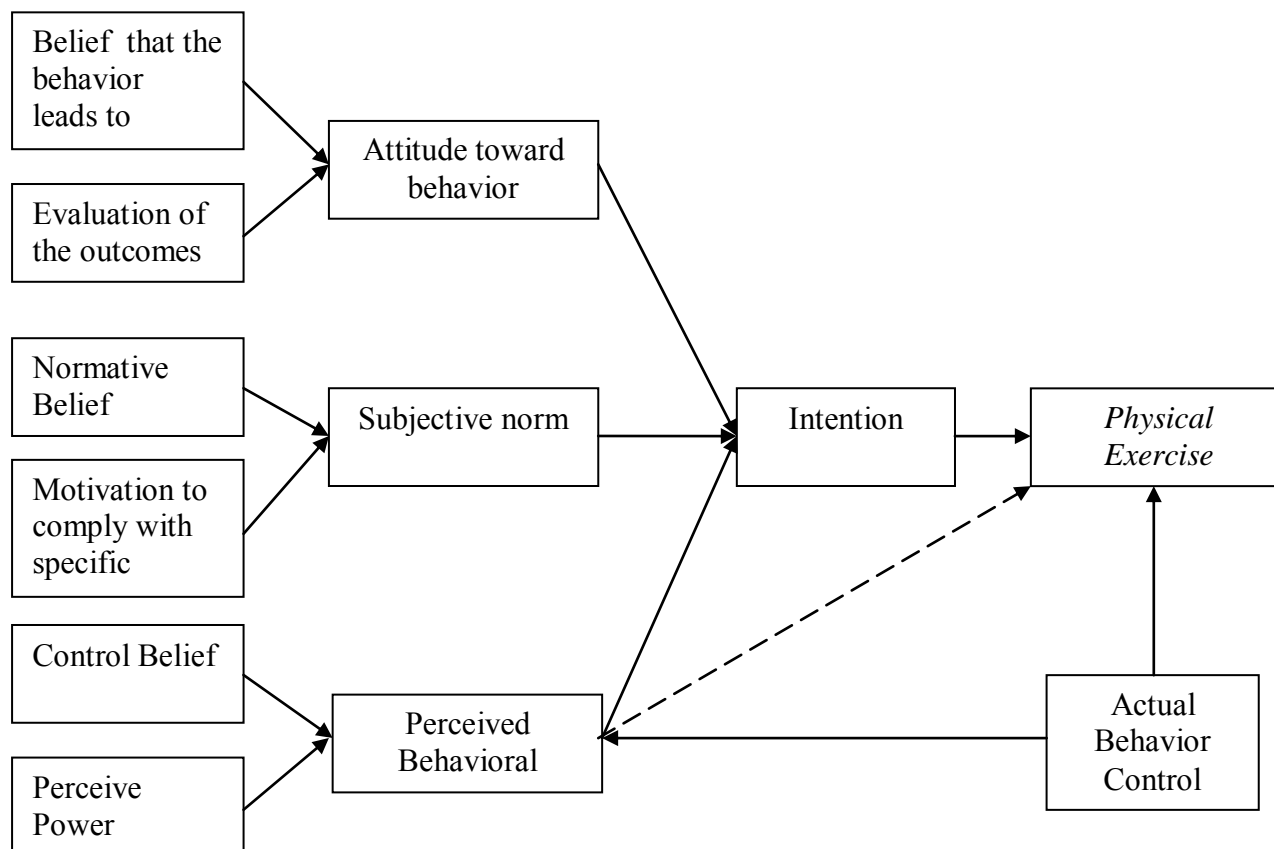 Belief that the
behavior
leads to
Evaluation of
the outcomes
Attitude toward
behavior
Normative
Belief
Motivation to
comply with
specific
Subjective norm
Intention
Physical
Exercise
Control Belief
Perceive
Power
Perceived
Behavioral
Actual
Behavior
Control